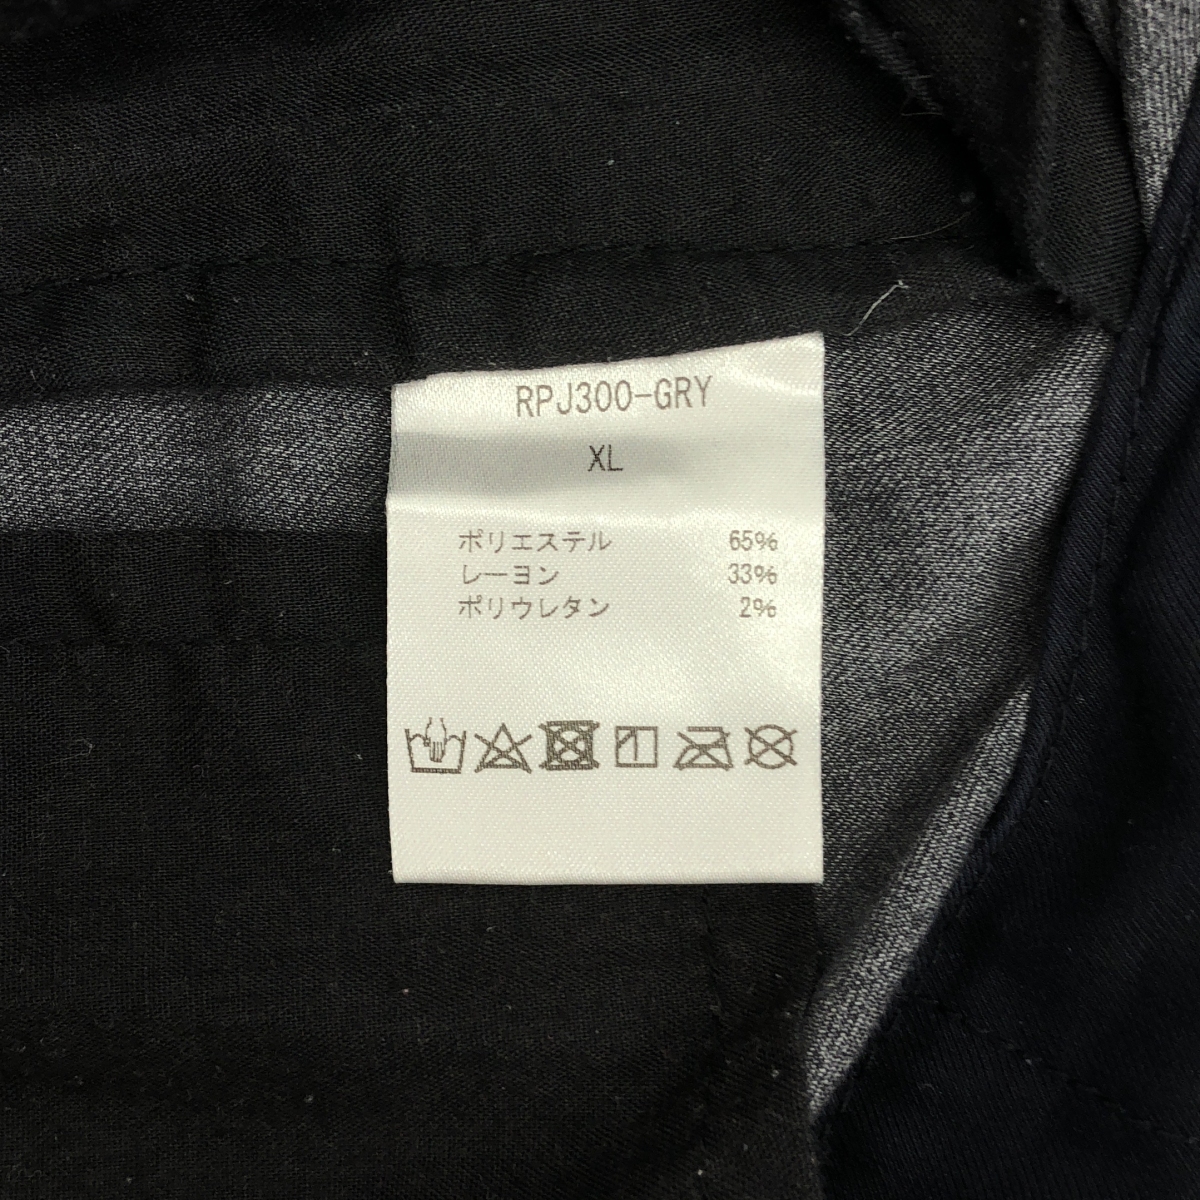 RPJ300-GRY
XL
ポリエステル 65%
レーヨン 33%
ポリウレタン 2%